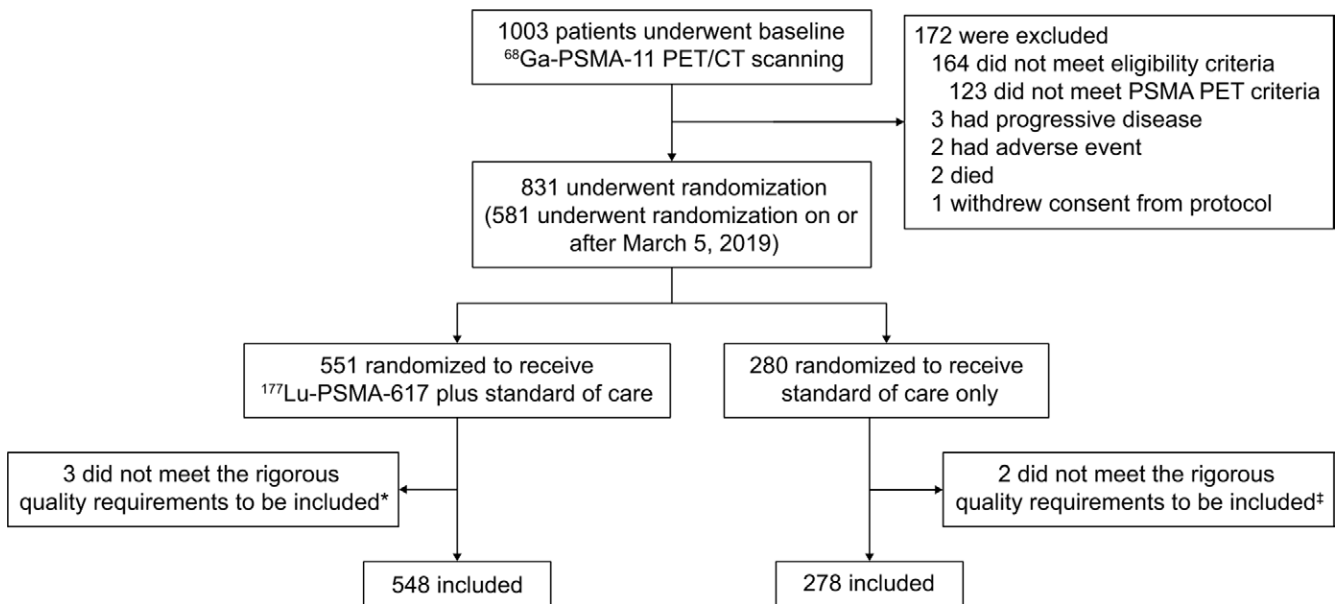 1003 patients underwent baseline
⁶⁸Ga-PSMA-11 PET/CT scanning
172 were excluded
164 did not meet eligibility criteria
123 did not meet PSMA PET criteria
3 had progressive disease
2 had adverse event
2 died
1 withdrew consent from protocol
831 underwent randomization
(581 underwent randomization on or
after March 5, 2019)
551 randomized to receive
¹⁷⁷Lu-PSMA-617 plus standard of care
280 randomized to receive
standard of care only
3 did not meet the rigorous
quality requirements to be included*
2 did not meet the rigorous
quality requirements to be included‡
548 included
278 included